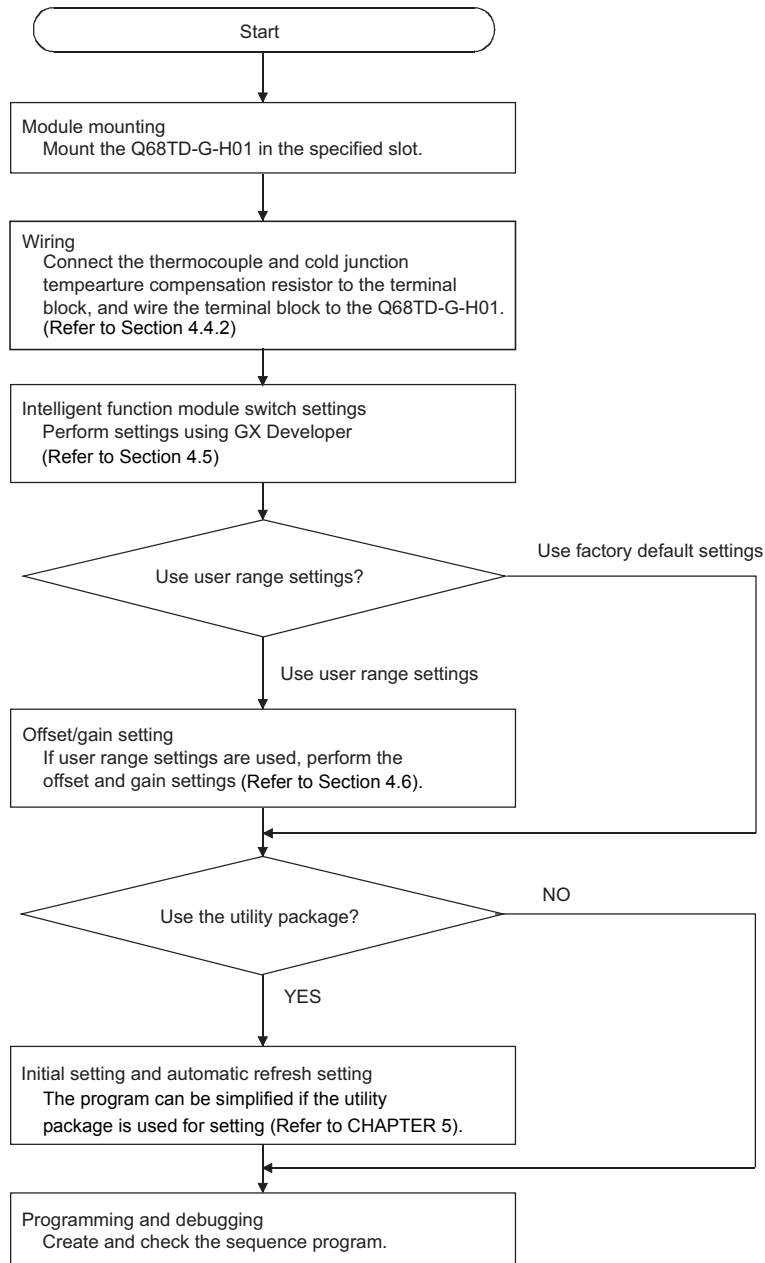 Start
Module mounting
Mount the Q68TD-G-H01 in the specified slot.
Wiring
Connect the thermocouple and cold junction
tempearture compensation resistor to the terminal
block, and wire the terminal block to the Q68TD-G-H01.
(Refer to Section 4.4.2)
Intelligent function module switch settings
Perform settings using GX Developer
(Refer to Section 4.5)
Use factory default settings
Use user range settings?
Use user range settings
Offset/gain setting
If user range settings are used, perform the
offset and gain settings (Refer to Section 4.6).
NO
Use the utility package?
YES
Initial setting and automatic refresh setting
The program can be simplified if the utility
package is used for setting (Refer to CHAPTER 5).
Programming and debugging
Create and check the sequence program.